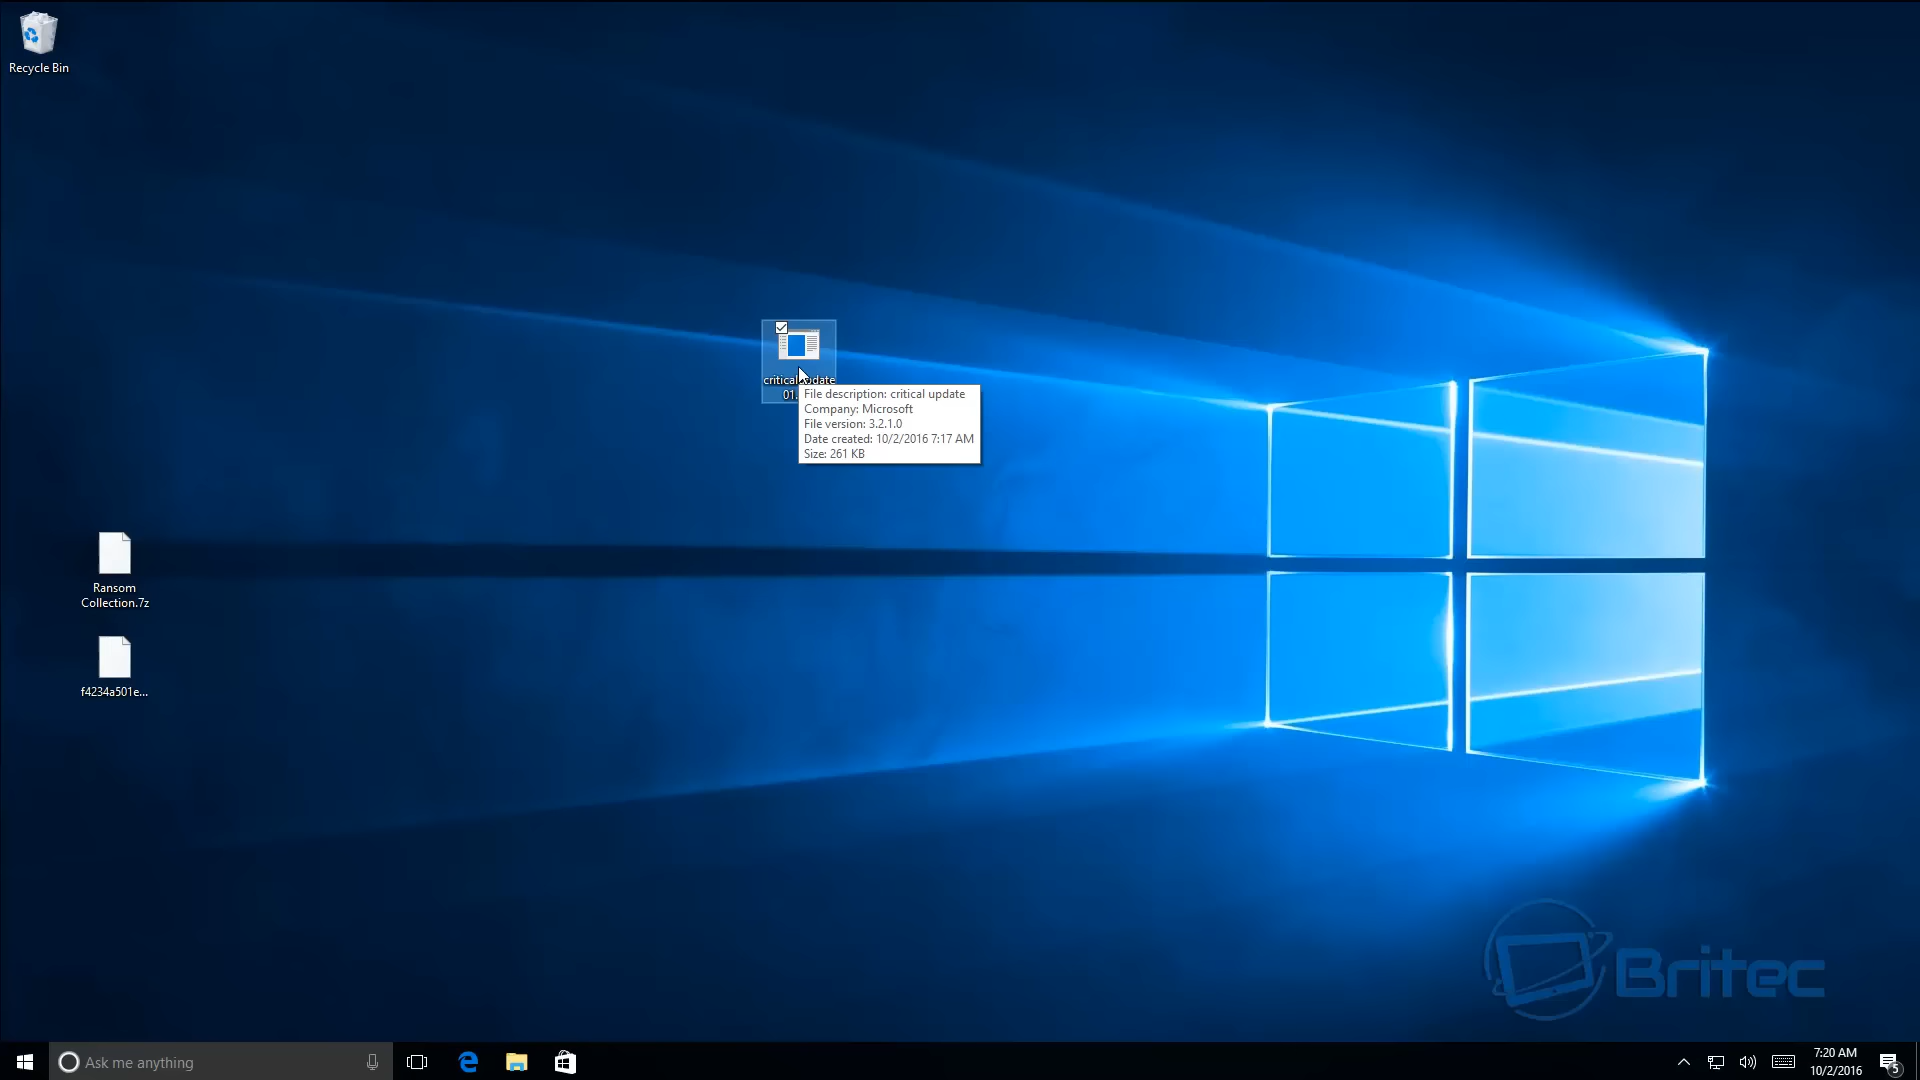 Recycle Bin
critical update
01.
File description: critical update
Company: Microsoft
File version: 3.2.1.0
Date created: 10/2/2016 7:17 AM
Size: 261 KB
Ransom
Collection.7z
f4234a501e...
Britec
Ask me anything
7:20 AM
10/2/2016
5